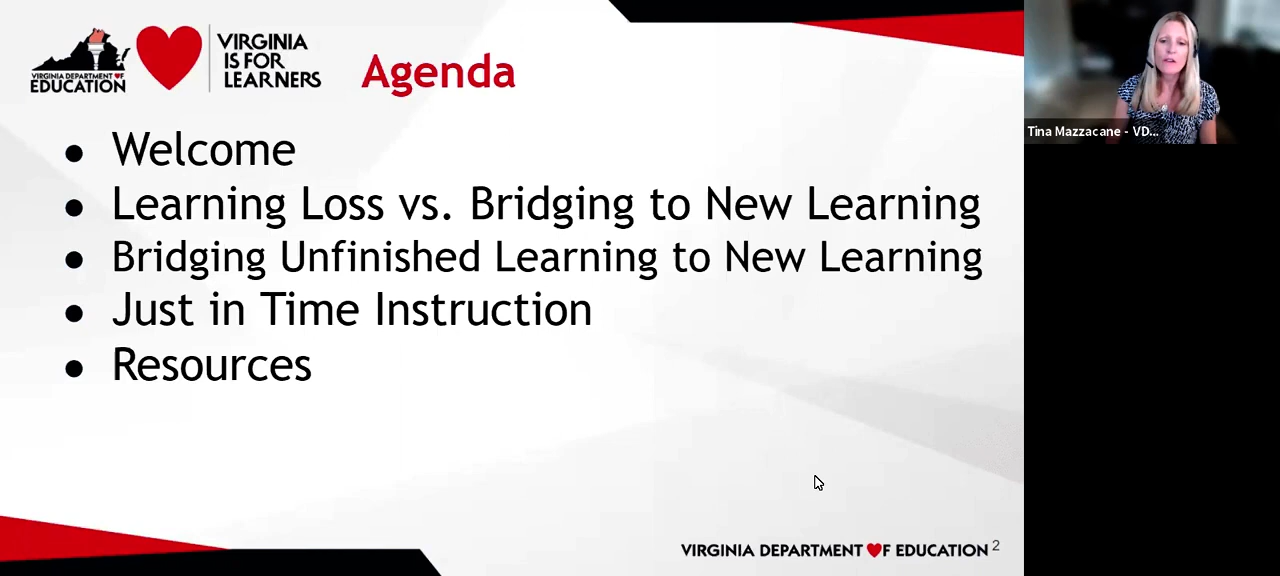 VIRGINIA DEPARTMENT OF
EDUCATION
VIRGINIA
IS FOR
LEARNERS
Agenda
● Welcome
● Learning Loss vs. Bridging to New Learning
● Bridging Unfinished Learning to New Learning
● Just in Time Instruction
● Resources
VIRGINIA DEPARTMENT OF EDUCATION 2
Tina Mazzacane - VD...